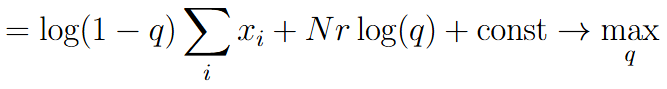 = log(1 − q) ∑_i x_i + Nr log(q) + const → max_q